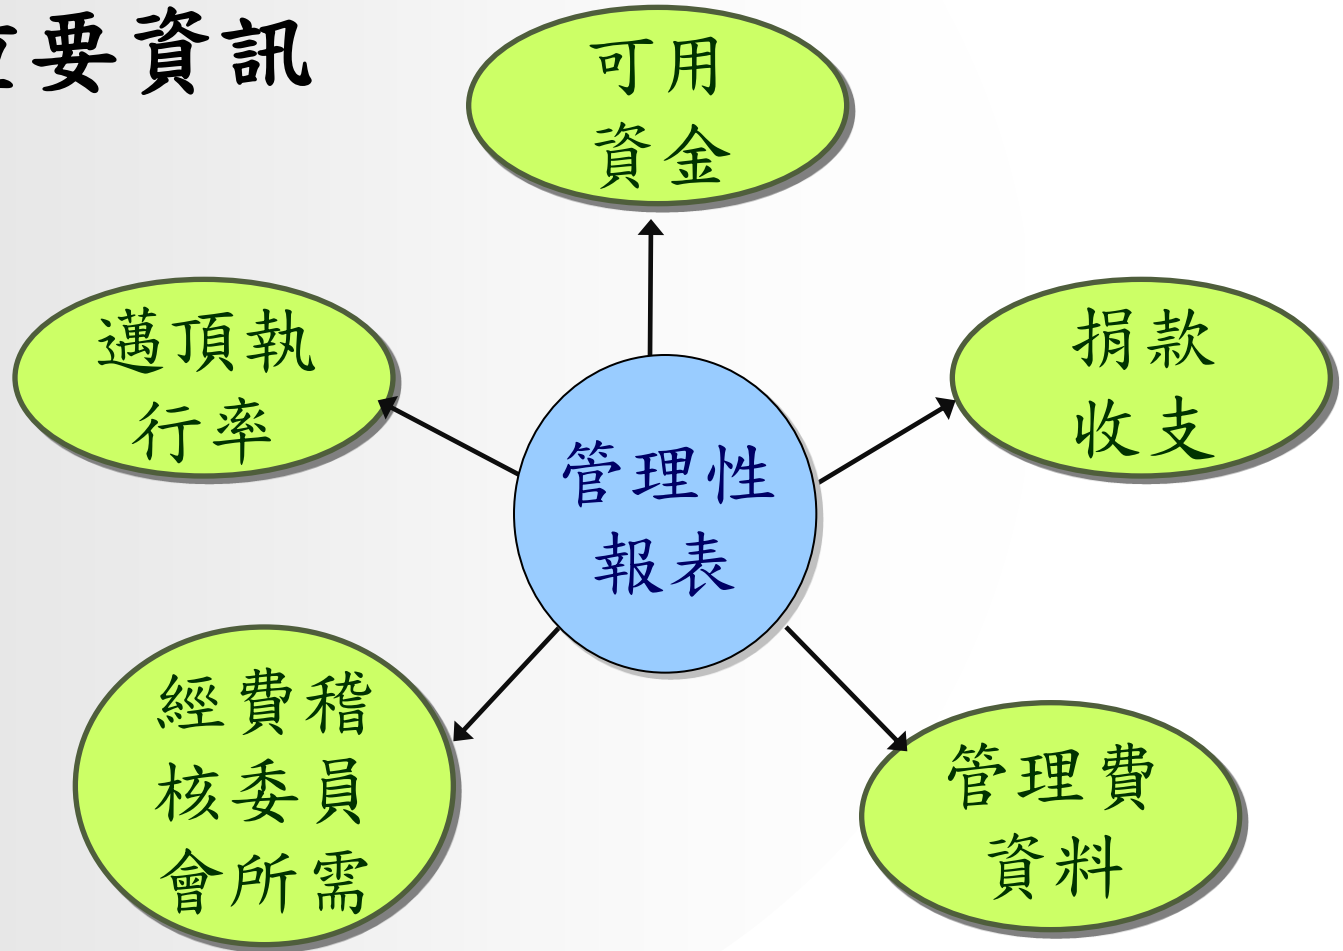 要資訊
可用
資金
邁頂執
行率
捐款
收支
管理性
報表
經費稽
核委員
會所需
管理費
資料